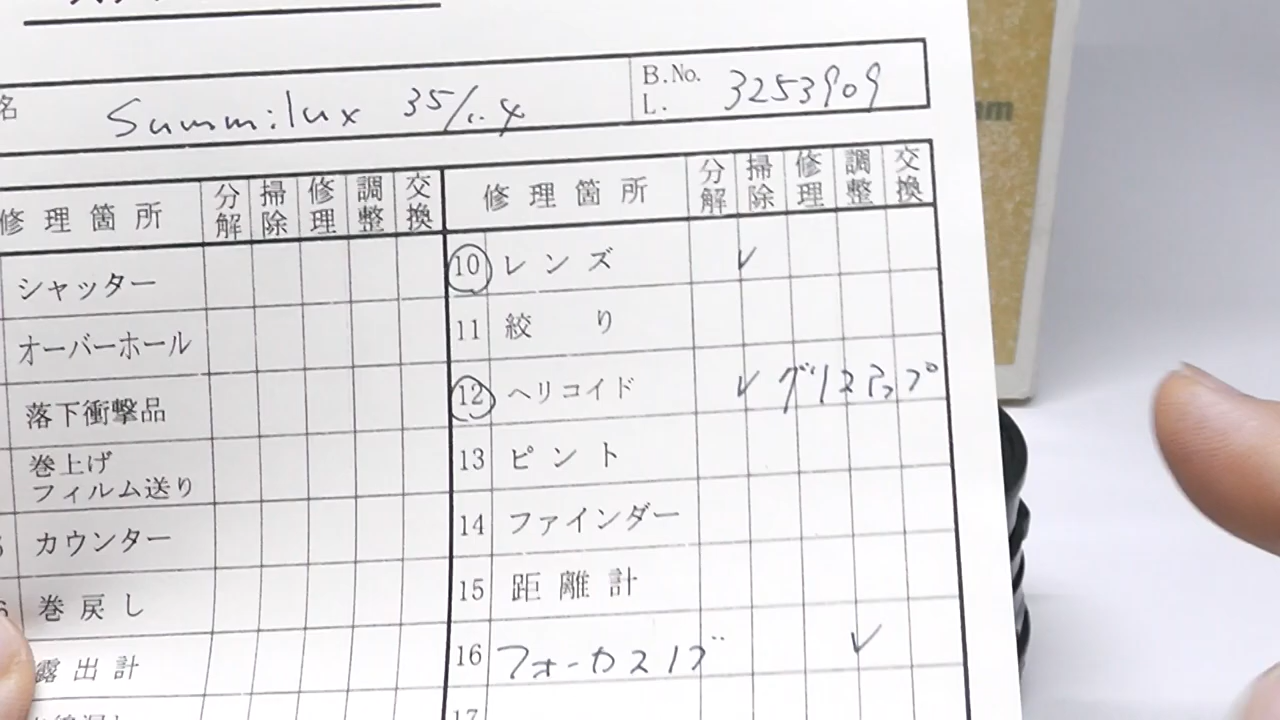 名 Summilux 35/1.4 B.No. L. 3253909
修理箇所 分解 掃除 修理 調整 交換 修理箇所 分解 掃除 修理 調整 交換
シャッター 10 レンズ ✓
オーバーホール 11 絞り
落下衝撃品 12 ヘリコイド ✓ グリスアップ
巻上げ
フィルム送り 13 ピント
カウンター 14 ファインダー
6 巻戻し 15 距離計
露出計 16 フォーカスノブ ✓
17
mm